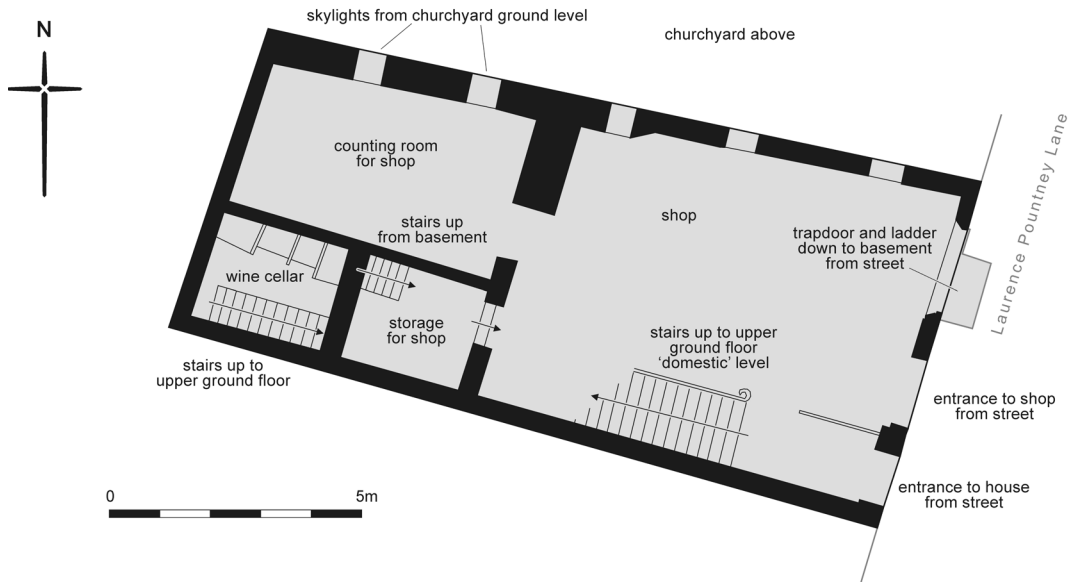 skylights from churchyard ground level
N
churchyard above
Laurence Pountney Lane
counting room
for shop
shop
stairs up
from basement
trapdoor and ladder
down to basement
from street
wine cellar
storage
for shop
stairs up to upper
ground floor
‘domestic’ level
stairs up to
upper ground floor
entrance to shop
from street
entrance to house
from street
0
5m